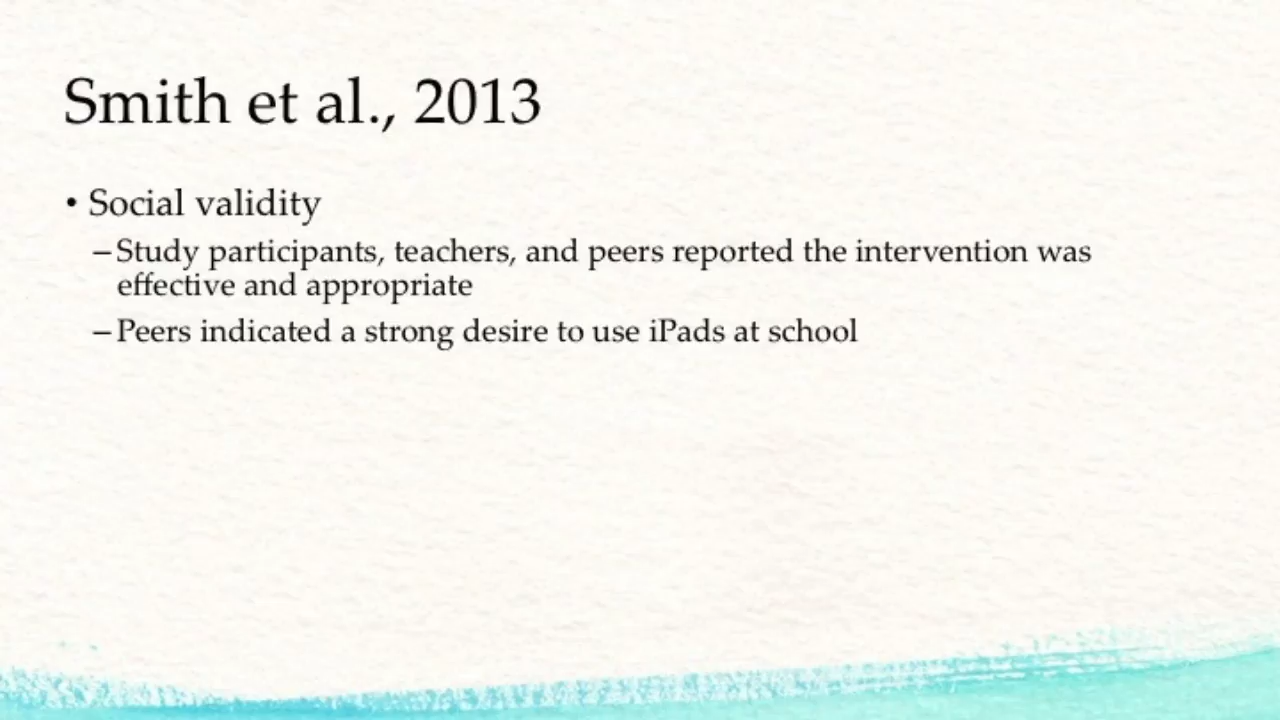 Smith et al., 2013
• Social validity
– Study participants, teachers, and peers reported the intervention was
effective and appropriate
– Peers indicated a strong desire to use iPads at school